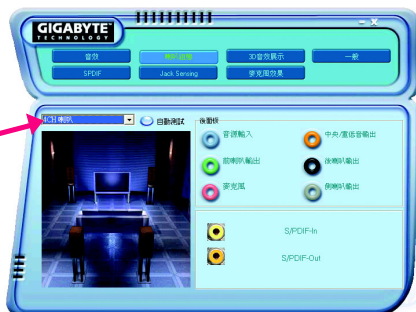 GIGABYTE
TECHNOLOGY
音效
3D音效展示
一般
SPDIF
Jack Sensing
麥克風效果
4CH 喇叭
自動測試
後面板
音源輸入
中央/重低音輸出
前喇叭輸出
後喇叭輸出
麥克風
側喇叭輸出
S/PDIF-In
S/PDIF-Out